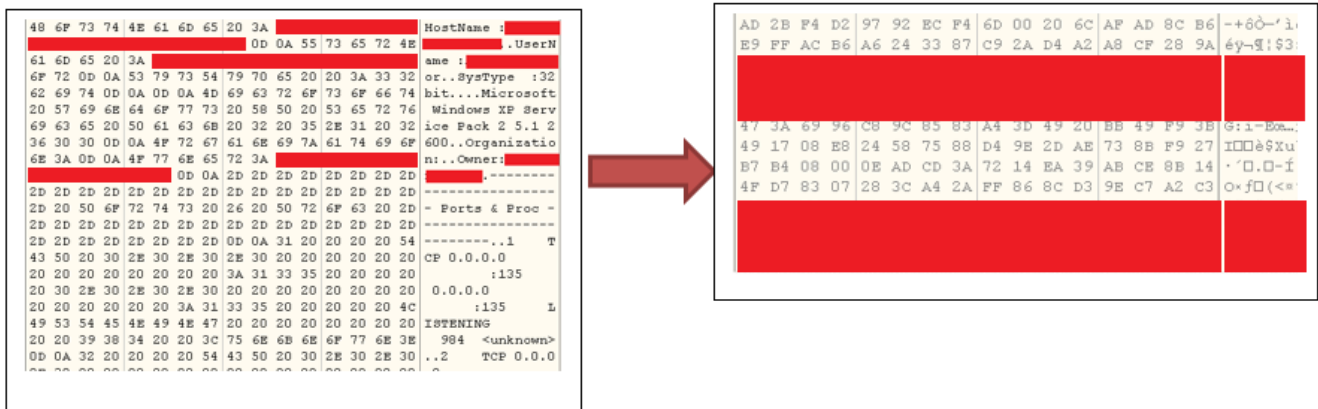 48 6F 73 74 4E 61 6D 65 20 3A HostName :
0D 0A 55 73 65 72 4E ..UserN
61 6D 65 20 3A ame :
6F 72 0D 0A 53 79 73 54 79 70 65 20 20 3A 33 32 or..SysType  :32
62 69 74 0D 0A 0D 0A 4D 69 63 72 6F 73 6F 66 74 bit....Microsoft
20 57 69 6E 64 6F 77 73 20 58 50 20 53 65 72 76 Windows XP Serv
69 63 65 20 50 61 63 6B 20 32 20 35 2E 31 20 32 ice Pack 2 5.1 2
36 30 30 0D 0A 4F 72 67 61 6E 69 7A 61 74 69 6F 600..Organizatio
6E 3A 0D 0A 4F 77 6E 65 72 3A n:..Owner:
0D 0A 2D 2D 2D 2D 2D 2D 2D 2D 2D .---------
2D 2D 2D 2D 2D 2D 2D 2D 2D 2D 2D 2D 2D 2D 2D 2D ----------------
2D 20 50 6F 72 74 73 20 26 20 50 72 6F 63 20 2D - Ports & Proc -
2D 2D 2D 2D 2D 2D 2D 2D 2D 2D 2D 2D 2D 2D 2D 2D ----------------
2D 2D 2D 2D 2D 2D 2D 2D 0D 0A 31 20 20 20 20 54 --------..1    T
43 50 20 30 2E 30 2E 30 2E 30 20 20 20 20 20 20 CP 0.0.0.0
20 20 20 20 20 20 20 20 20 3A 31 33 35 20 20 20 :135
20 30 2E 30 2E 30 2E 30 20 20 20 20 20 20 20 20 0.0.0.0
20 20 20 20 20 20 3A 31 33 35 20 20 20 20 20 4C :135     L
49 53 54 45 4E 49 4E 47 20 20 20 20 20 20 20 20 ISTENING
20 20 39 38 34 20 20 3C 75 6E 6B 6E 6F 77 6E 3E 984  <unknown>
0D 0A 32 20 20 20 20 54 43 50 20 30 2E 30 2E 30 ..2    TCP 0.0.0
AD 2B F4 D2 97 92 EC F4 6D 00 20 6C AF AD 8C B6 -+ôÒ—’ì
E9 FF AC B6 A6 24 33 87 C9 2A D4 A2 A8 CF 28 9A éÿ¬¶¦$3
47 3A 69 96 C8 9C 85 83 A4 3D 49 20 BB 49 F9 3B G:i–Èœ…
49 17 08 E8 24 58 75 88 D4 9E 2D AE 73 8B F9 27 I□□è$Xu
B7 B4 08 00 0E AD CD 3A 72 14 EA 39 AB CE 8B 14 ·´□.□-Í
4F D7 83 07 28 3C A4 2A FF 86 8C D3 9E C7 A2 C3 O×ƒ□(<¤